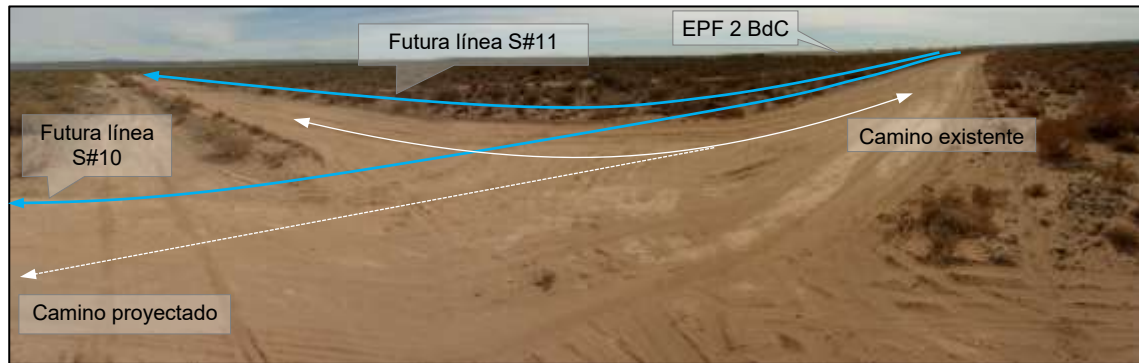 EPF 2 BdC
Futura línea S#11
Futura línea
S#10
Camino existente
Camino proyectado